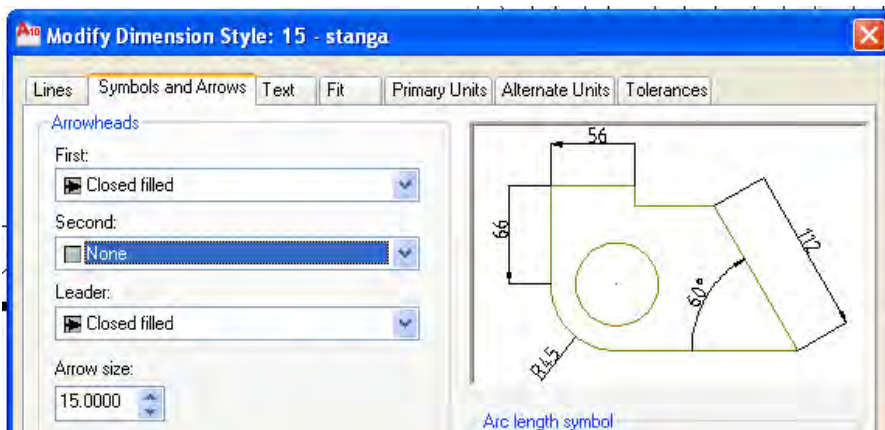 A10 Modify Dimension Style: 15 - stanga
Lines Symbols and Arrows Text Fit Primary Units Alternate Units Tolerances
Arrowheads
First:
Closed filled
Second:
None
Leader:
Closed filled
Arrow size:
15.0000
56
66
112
60°
R45
Arc length symbol